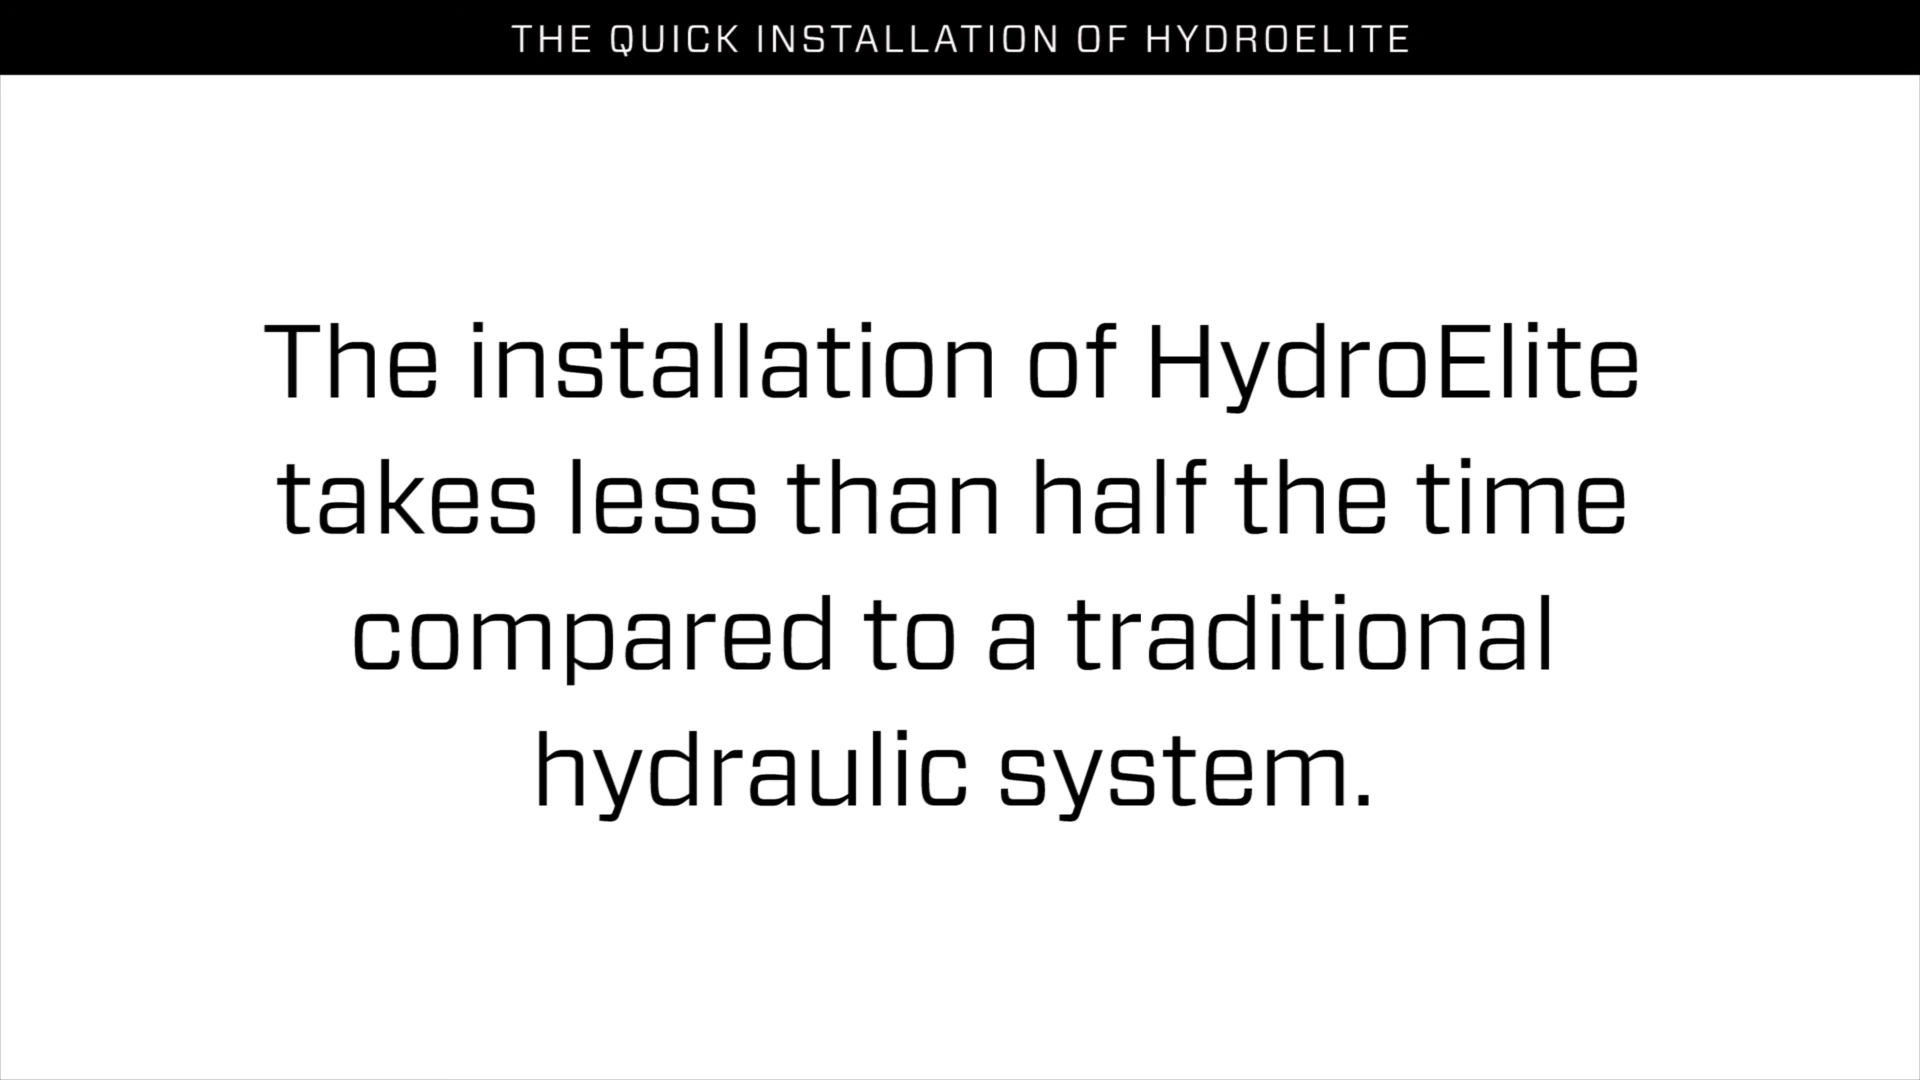 THE QUICK INSTALLATION OF HYDROELITE
The installation of HydroElite
takes less than half the time
compared to a traditional
hydraulic system.